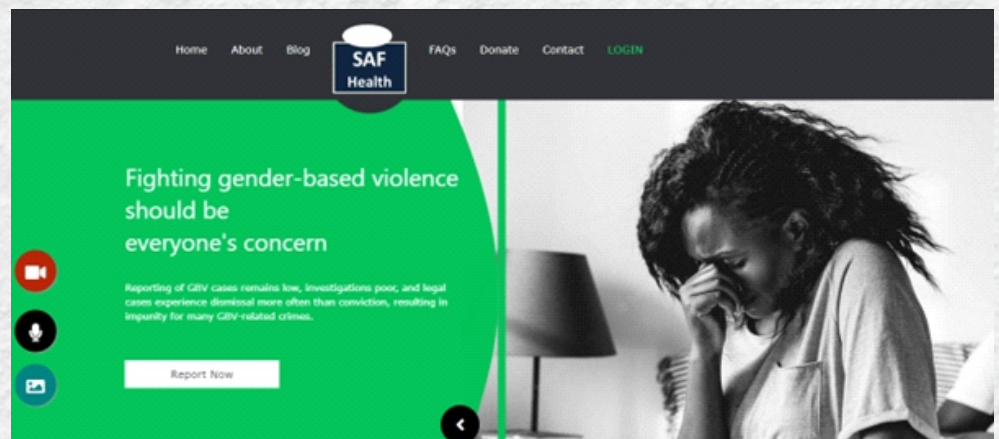 Home About Blog SAF Health FAQs Donate Contact LOGIN
Fighting gender-based violence
should be
everyone's concern
Reporting of GBV cases remains low, investigations poor, and legal
cases experience dismissal more often than conviction, resulting in
impunity for many GBV-related crimes.
Report Now